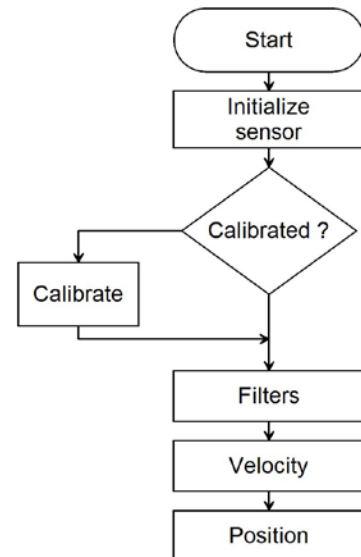 Start
Initialize
sensor
Calibrated ?
Calibrate
Filters
Velocity
Position